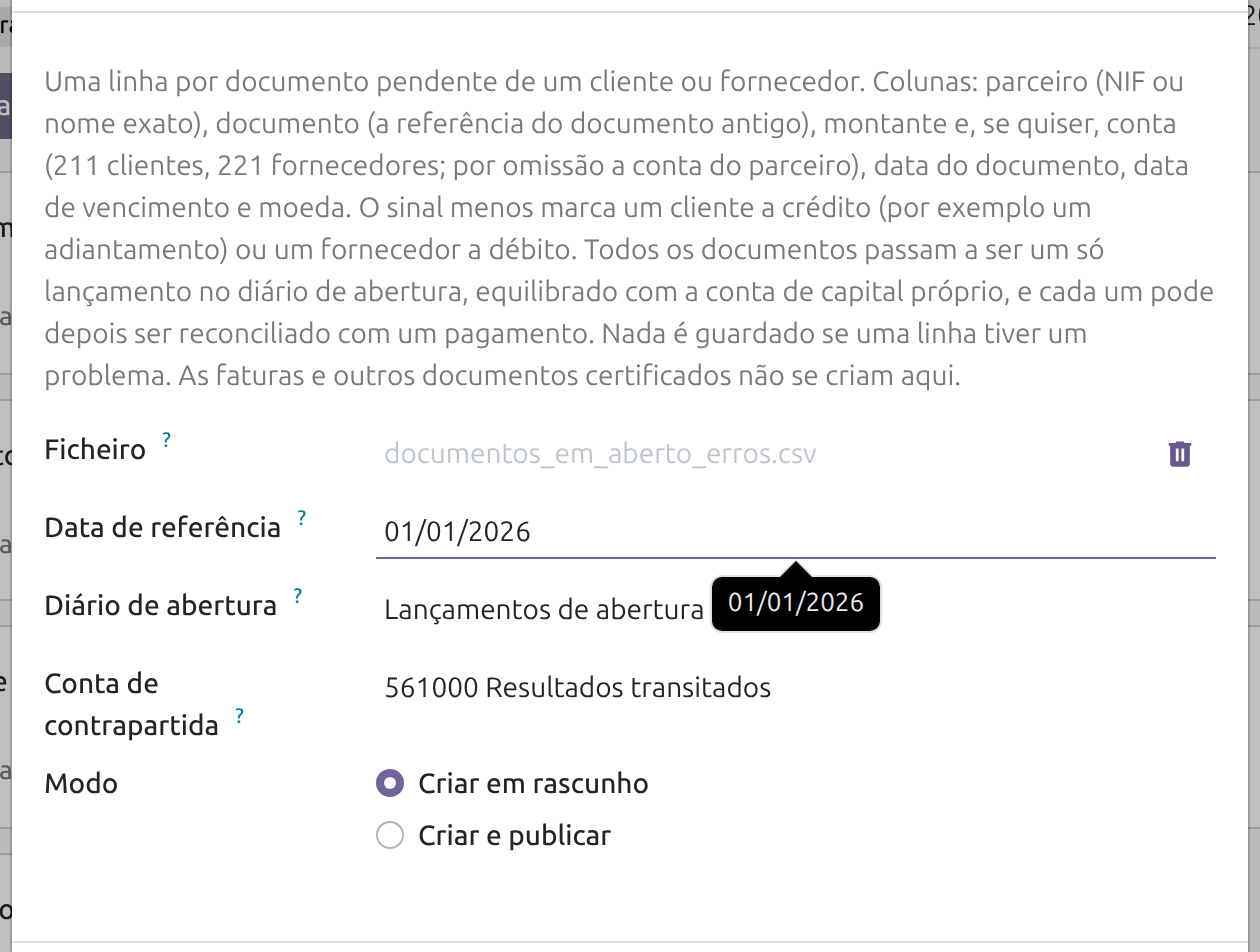 Uma linha por documento pendente de um cliente ou fornecedor. Colunas: parceiro (NIF ou
nome exato), documento (a referência do documento antigo), montante e, se quiser, conta
(211 clientes, 221 fornecedores; por omissão a conta do parceiro), data do documento, data
de vencimento e moeda. O sinal menos marca um cliente a crédito (por exemplo um
adiantamento) ou um fornecedor a débito. Todos os documentos passam a ser um só
lançamento no diário de abertura, equilibrado com a conta de capital próprio, e cada um pode
depois ser reconciliado com um pagamento. Nada é guardado se uma linha tiver um
problema. As faturas e outros documentos certificados não se criam aqui.
Ficheiro ?
documentos_em_aberto_erros.csv
Data de referência ?
01/01/2026
Diário de abertura ?
Lançamentos de abertura
01/01/2026
Conta de
contrapartida ?
561000 Resultados transitados
Modo
Criar em rascunho
Criar e publicar